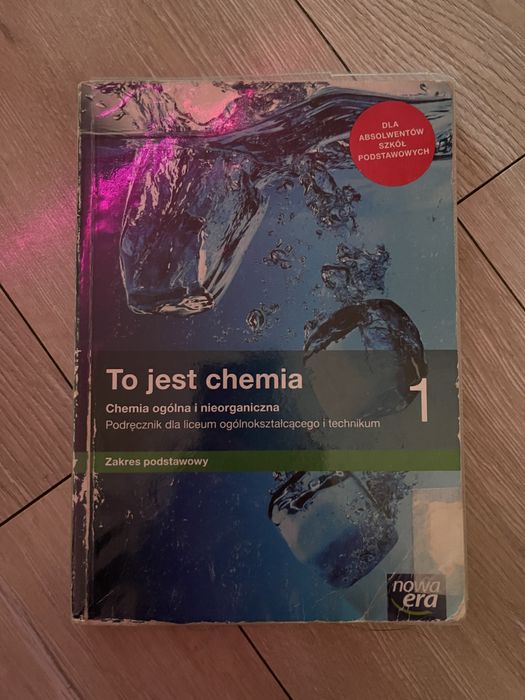 DLA
ABSOLWENTÓW
SZKÓŁ
PODSTAWOWYCH
To jest chemia
1
Chemia ogólna i nieorganiczna
Podręcznik dla liceum ogólnokształcącego i technikum
Zakres podstawowy
nowa
era